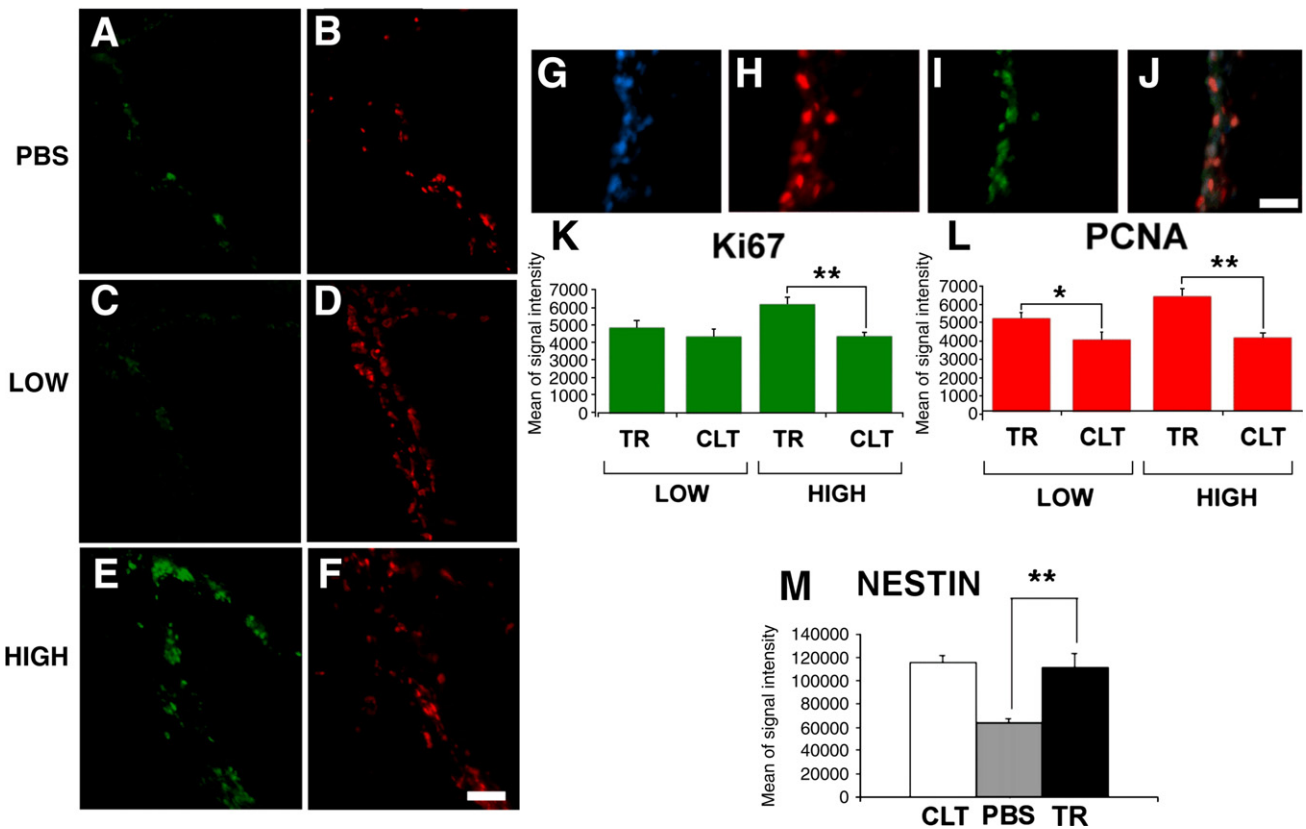 A
B
PBS
C
D
LOW
E
F
HIGH
G
H
I
J
K
Ki67
Mean of signal intensity
7000
6000
5000
4000
3000
2000
1000
0
**
TR
CLT
TR
CLT
LOW
HIGH
L
PCNA
Mean of signal intensity
7000
6000
5000
4000
3000
2000
1000
0
*
**
TR
CLT
TR
CLT
LOW
HIGH
M
NESTIN
**
Mean of signal intensity
140000
120000
100000
80000
60000
40000
20000
0
CLT
PBS
TR